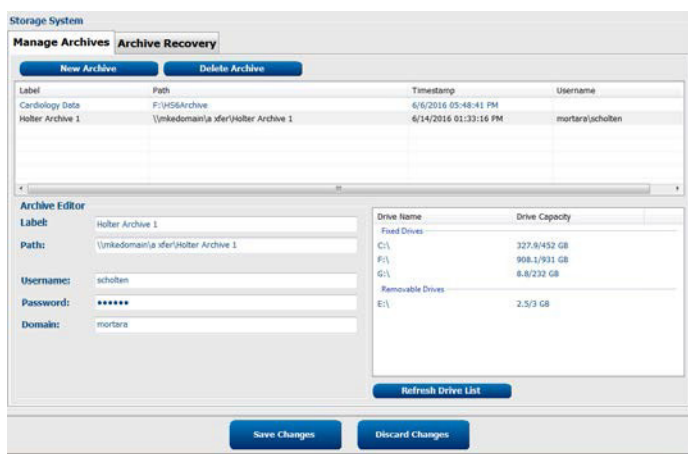 Storage System
Manage Archives Archive Recovery
New Archive Delete Archive
Label Path Timestamp Username
Cardiology Data F:\HS6Archive 6/6/2016 05:48:41 PM
Holter Archive 1 \\mkedomain\a xfer\Holter Archive 1 6/14/2016 01:33:16 PM mortara\scholten
Archive Editor
Label: Holter Archive 1
Path: \\mkedomain\a xfer\Holter Archive 1
Username: scholten
Password: ••••••
Domain: mortara
Drive Name Drive Capacity
Fixed Drives
C:\ 327.9/452 GB
F:\ 908.1/931 GB
G:\ 8.8/232 GB
Removable Drives
E:\ 2.5/3 GB
Refresh Drive List
Save Changes Discard Changes